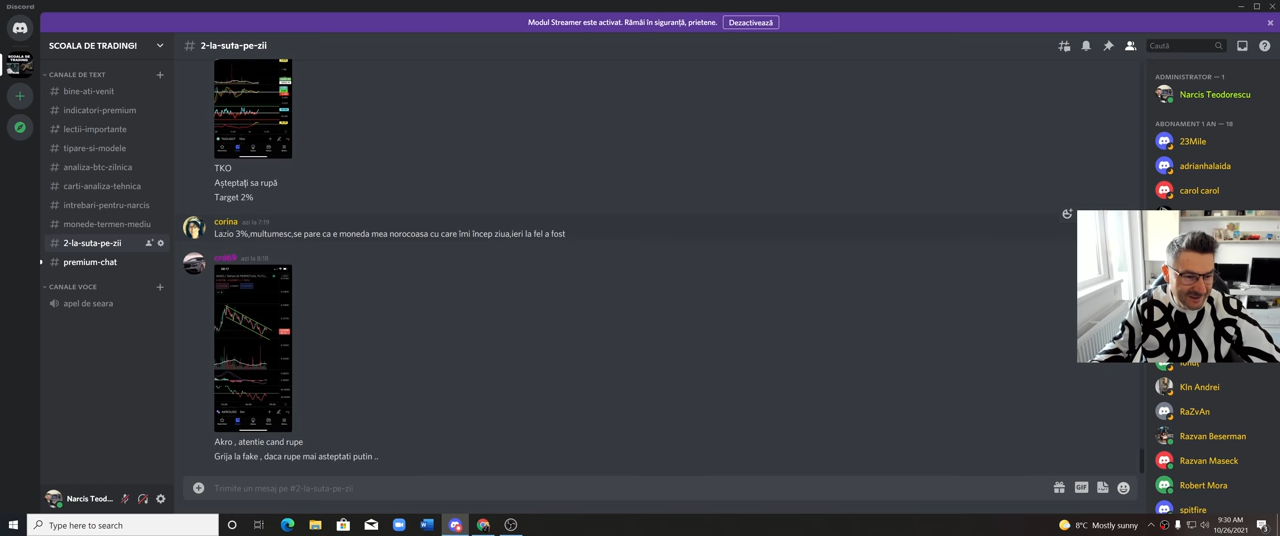 Discord
Modul Streamer este activat. Rămâi în siguranță, prietene.
Dezactivează
SCOALA DE TRADING!
2-la-suta-pe-zii
Caută
CANALE DE TEXT
bine-ati-venit
indicatori-premium
lectii-importante
tipare-si-modele
analiza-btc-zilnica
carti-analiza-tehnica
intrebari-pentru-narcis
monede-termen-mediu
2-la-suta-pe-zii
premium-chat
CANALE VOCE
apel de seara
TKO
Așteptați sa rupă
Target 2%
corina azi la 7:19
Lazio 3%,multumesc,se pare ca e moneda mea norocoasa cu care îmi încep ziua,ieri la fel a fost
azi la 8:18
Akro , atentie cand rupe
Grija la fake , daca rupe mai asteptati putin ..
Trimite un mesaj pe #2-la-suta-pe-zii
GIF
ADMINISTRATOR — 1
Narcis Teodorescu
ABONAMENT 1 AN — 18
23Mile
adrianhalaida
carol carol
Ionuț
Kln Andrei
RaZvAn
Razvan Beserman
Razvan Maseck
Robert Mora
spitfire
Narcis Teod...
Type here to search
8°C Mostly sunny
9:30 AM
10/26/2021